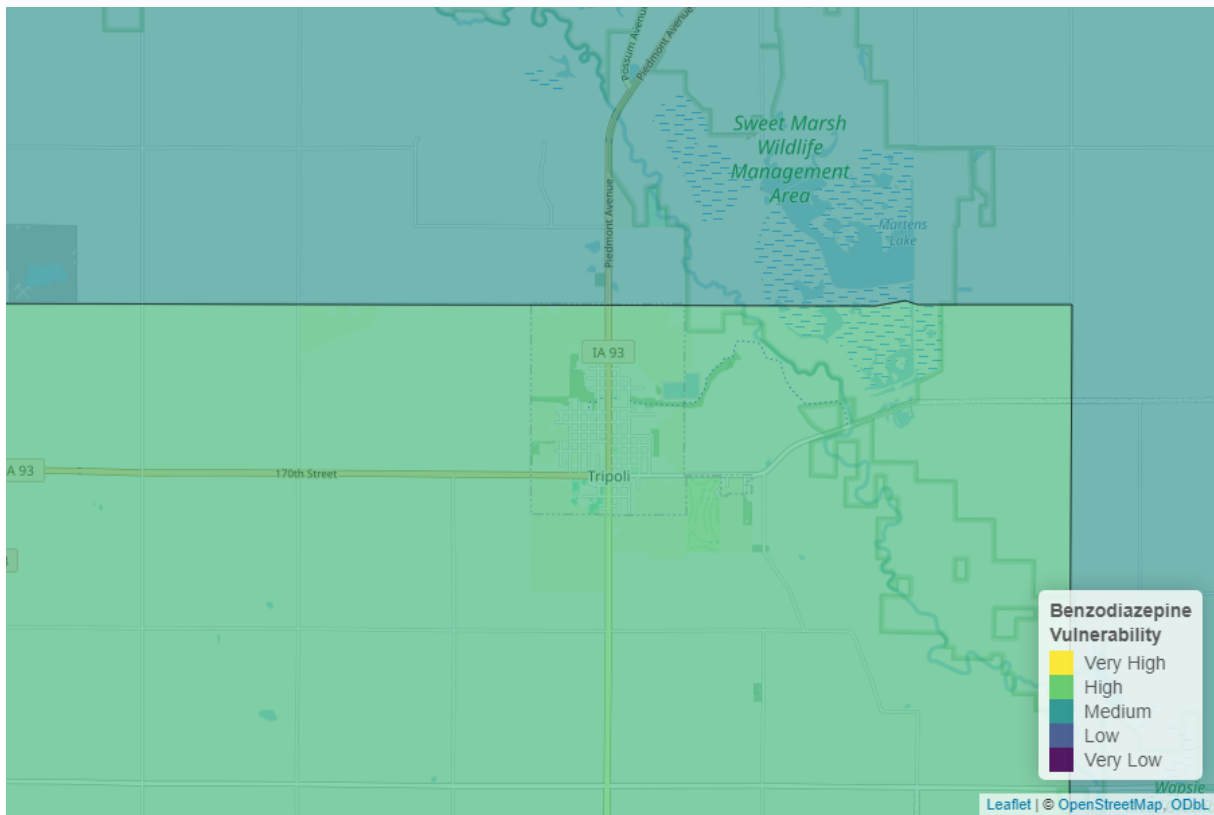 Possum Avenue
Piedmont Avenue
Sweet Marsh
Wildlife
Management
Area
Piedmont Avenue
Martens
Lake
IA 93
A 93
170th Street
Tripoli
3
Benzodiazepine
Vulnerability
Very High
High
Medium
Low
Very Low
Wapsie
Leaflet | © OpenStreetMap, ODbL